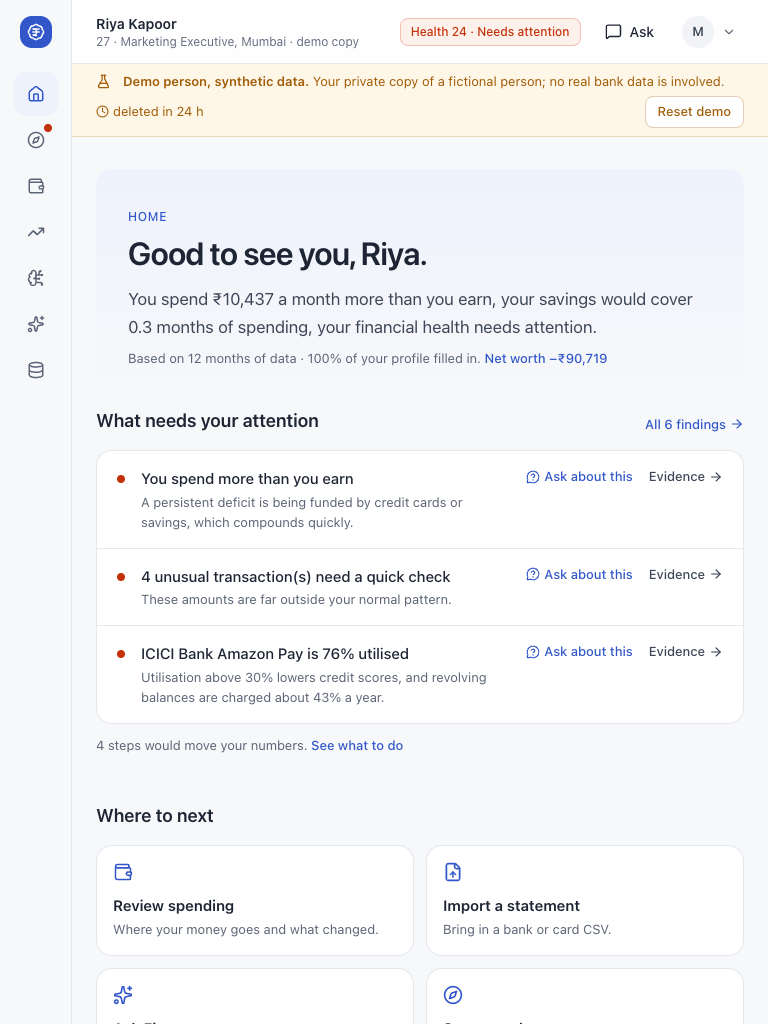 Riya Kapoor
27 · Marketing Executive, Mumbai · demo copy
Health 24 · Needs attention
Ask
M
Demo person, synthetic data. Your private copy of a fictional person; no real bank data is involved.
deleted in 24 h
Reset demo
HOME
Good to see you, Riya.
You spend ₹10,437 a month more than you earn, your savings would cover
0.3 months of spending, your financial health needs attention.
Based on 12 months of data · 100% of your profile filled in. Net worth −₹90,719
What needs your attention
All 6 findings
You spend more than you earn
Ask about this
Evidence
A persistent deficit is being funded by credit cards or
savings, which compounds quickly.
4 unusual transaction(s) need a quick check
Ask about this
Evidence
These amounts are far outside your normal pattern.
ICICI Bank Amazon Pay is 76% utilised
Ask about this
Evidence
Utilisation above 30% lowers credit scores, and revolving
balances are charged about 43% a year.
4 steps would move your numbers. See what to do
Where to next
Review spending
Where your money goes and what changed.
Import a statement
Bring in a bank or card CSV.